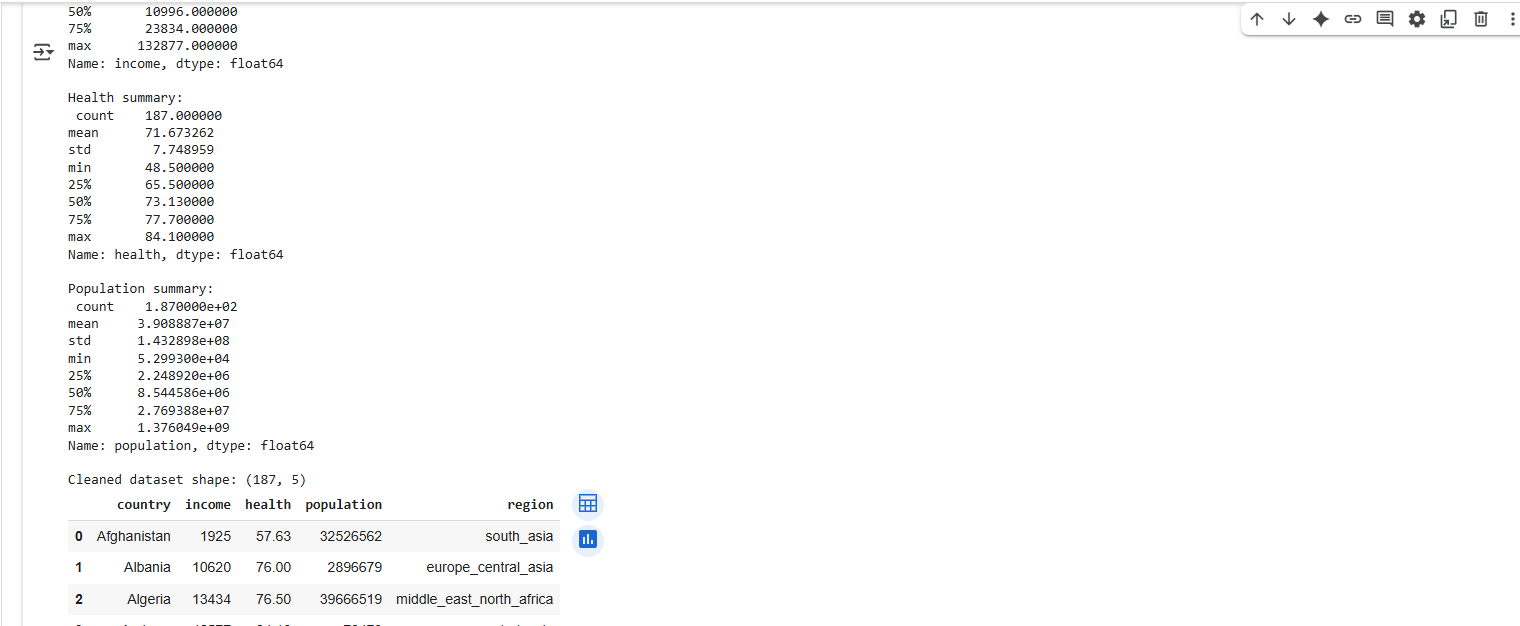 50%       10996.000000
75%       23834.000000
max      132877.000000
Name: income, dtype: float64
Health summary:
 count    187.000000
mean      71.673262
std        7.748959
min       48.500000
25%       65.500000
50%       73.130000
75%       77.700000
max       84.100000
Name: health, dtype: float64
Population summary:
 count    1.870000e+02
mean     3.908887e+07
std      1.432898e+08
min      5.299300e+04
25%      2.248920e+06
50%      8.544586e+06
75%      2.769388e+07
max      1.376049e+09
Name: population, dtype: float64
Cleaned dataset shape: (187, 5)
country income health population region
0 Afghanistan 1925 57.63 32526562 south_asia
1 Albania 10620 76.00 2896679 europe_central_asia
2 Algeria 13434 76.50 39666519 middle_east_north_africa